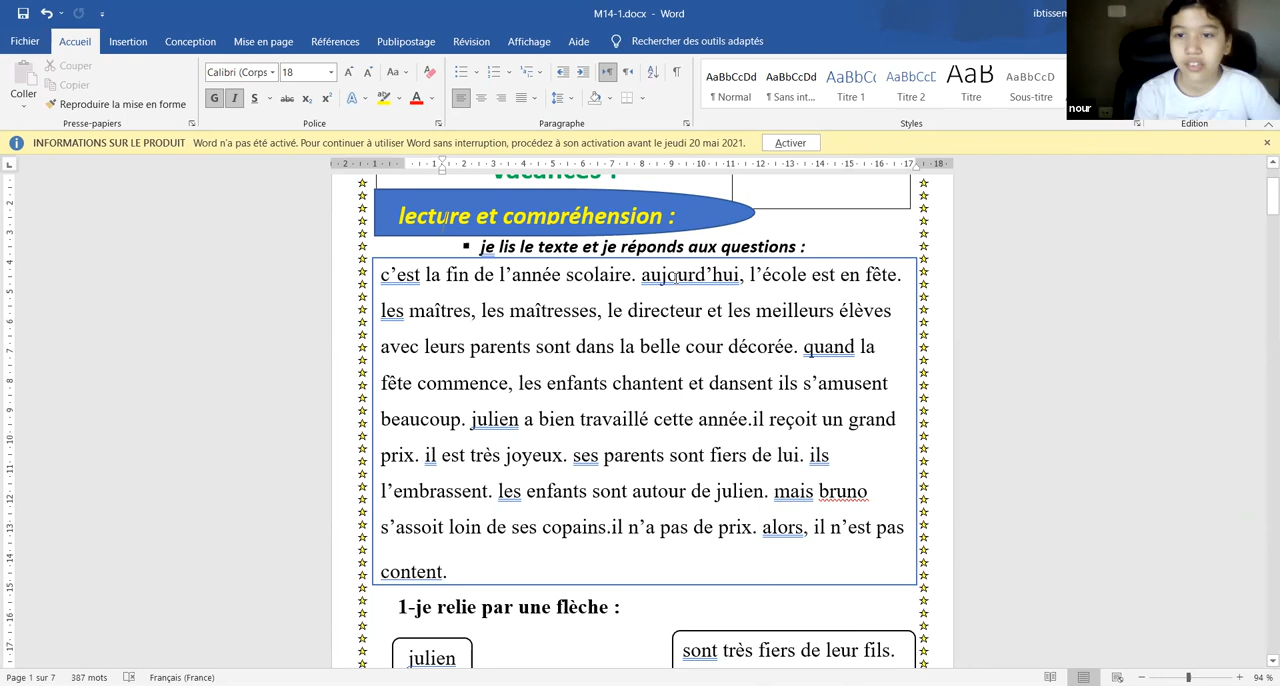 M14-1.docx - Word
ibtissem
Fichier Accueil Insertion Conception Mise en page Références Publipostage Révision Affichage Aide Rechercher des outils adaptés
Coller
Couper
Copier
Reproduire la mise en forme
Presse-papiers
Calibri (Corps 18
Police
Paragraphe
AaBbCcDd AaBbCcDd AaBbC AaBbCcD AaB AaBbCcD
¶ Normal ¶ Sans int... Titre 1 Titre 2 Titre Sous-titre
Styles
Edition
nour
INFORMATIONS SUR LE PRODUIT Word n'a pas été activé. Pour continuer à utiliser Word sans interruption, procédez à son activation avant le jeudi 20 mai 2021. Activer
vacances !
lecture et compréhension :
je lis le texte et je réponds aux questions :
c’est la fin de l’année scolaire. aujourd’hui, l’école est en fête.
les maîtres, les maîtresses, le directeur et les meilleurs élèves
avec leurs parents sont dans la belle cour décorée. quand la
fête commence, les enfants chantent et dansent ils s’amusent
beaucoup. julien a bien travaillé cette année.il reçoit un grand
prix. il est très joyeux. ses parents sont fiers de lui. ils
l’embrassent. les enfants sont autour de julien. mais bruno
s’assoit loin de ses copains.il n’a pas de prix. alors, il n’est pas
content.
1-je relie par une flèche :
julien
sont très fiers de leur fils.
Page 1 sur 7 387 mots Français (France) 94 %